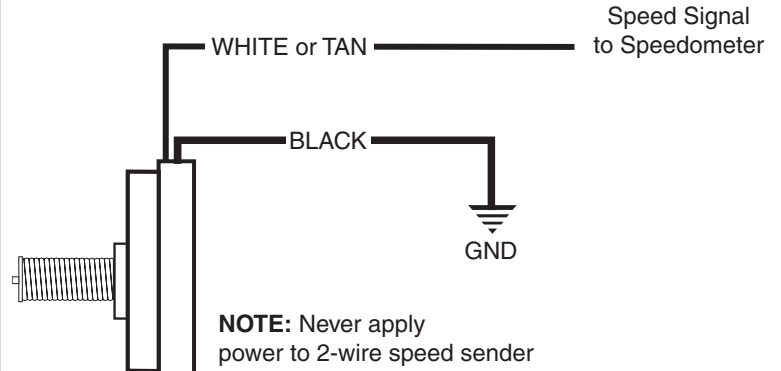 Speed Signal
to Speedometer
WHITE or TAN
BLACK
GND
NOTE: Never apply
power to 2-wire speed sender